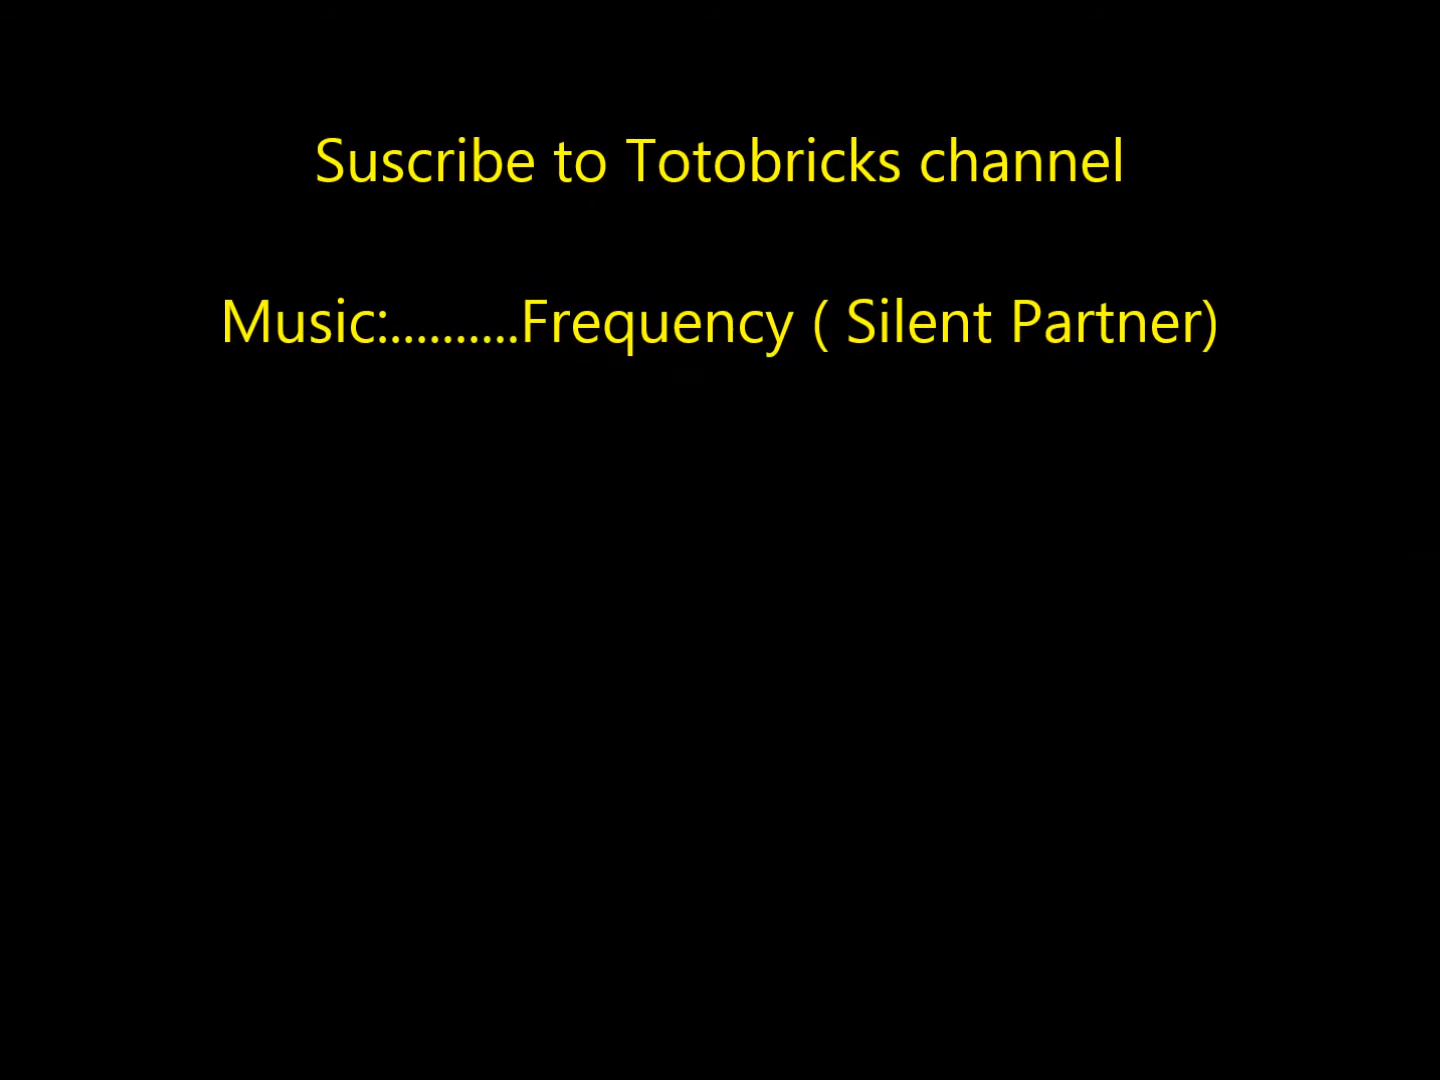 Suscribe to Totobricks channel
Music:..........Frequency ( Silent Partner)